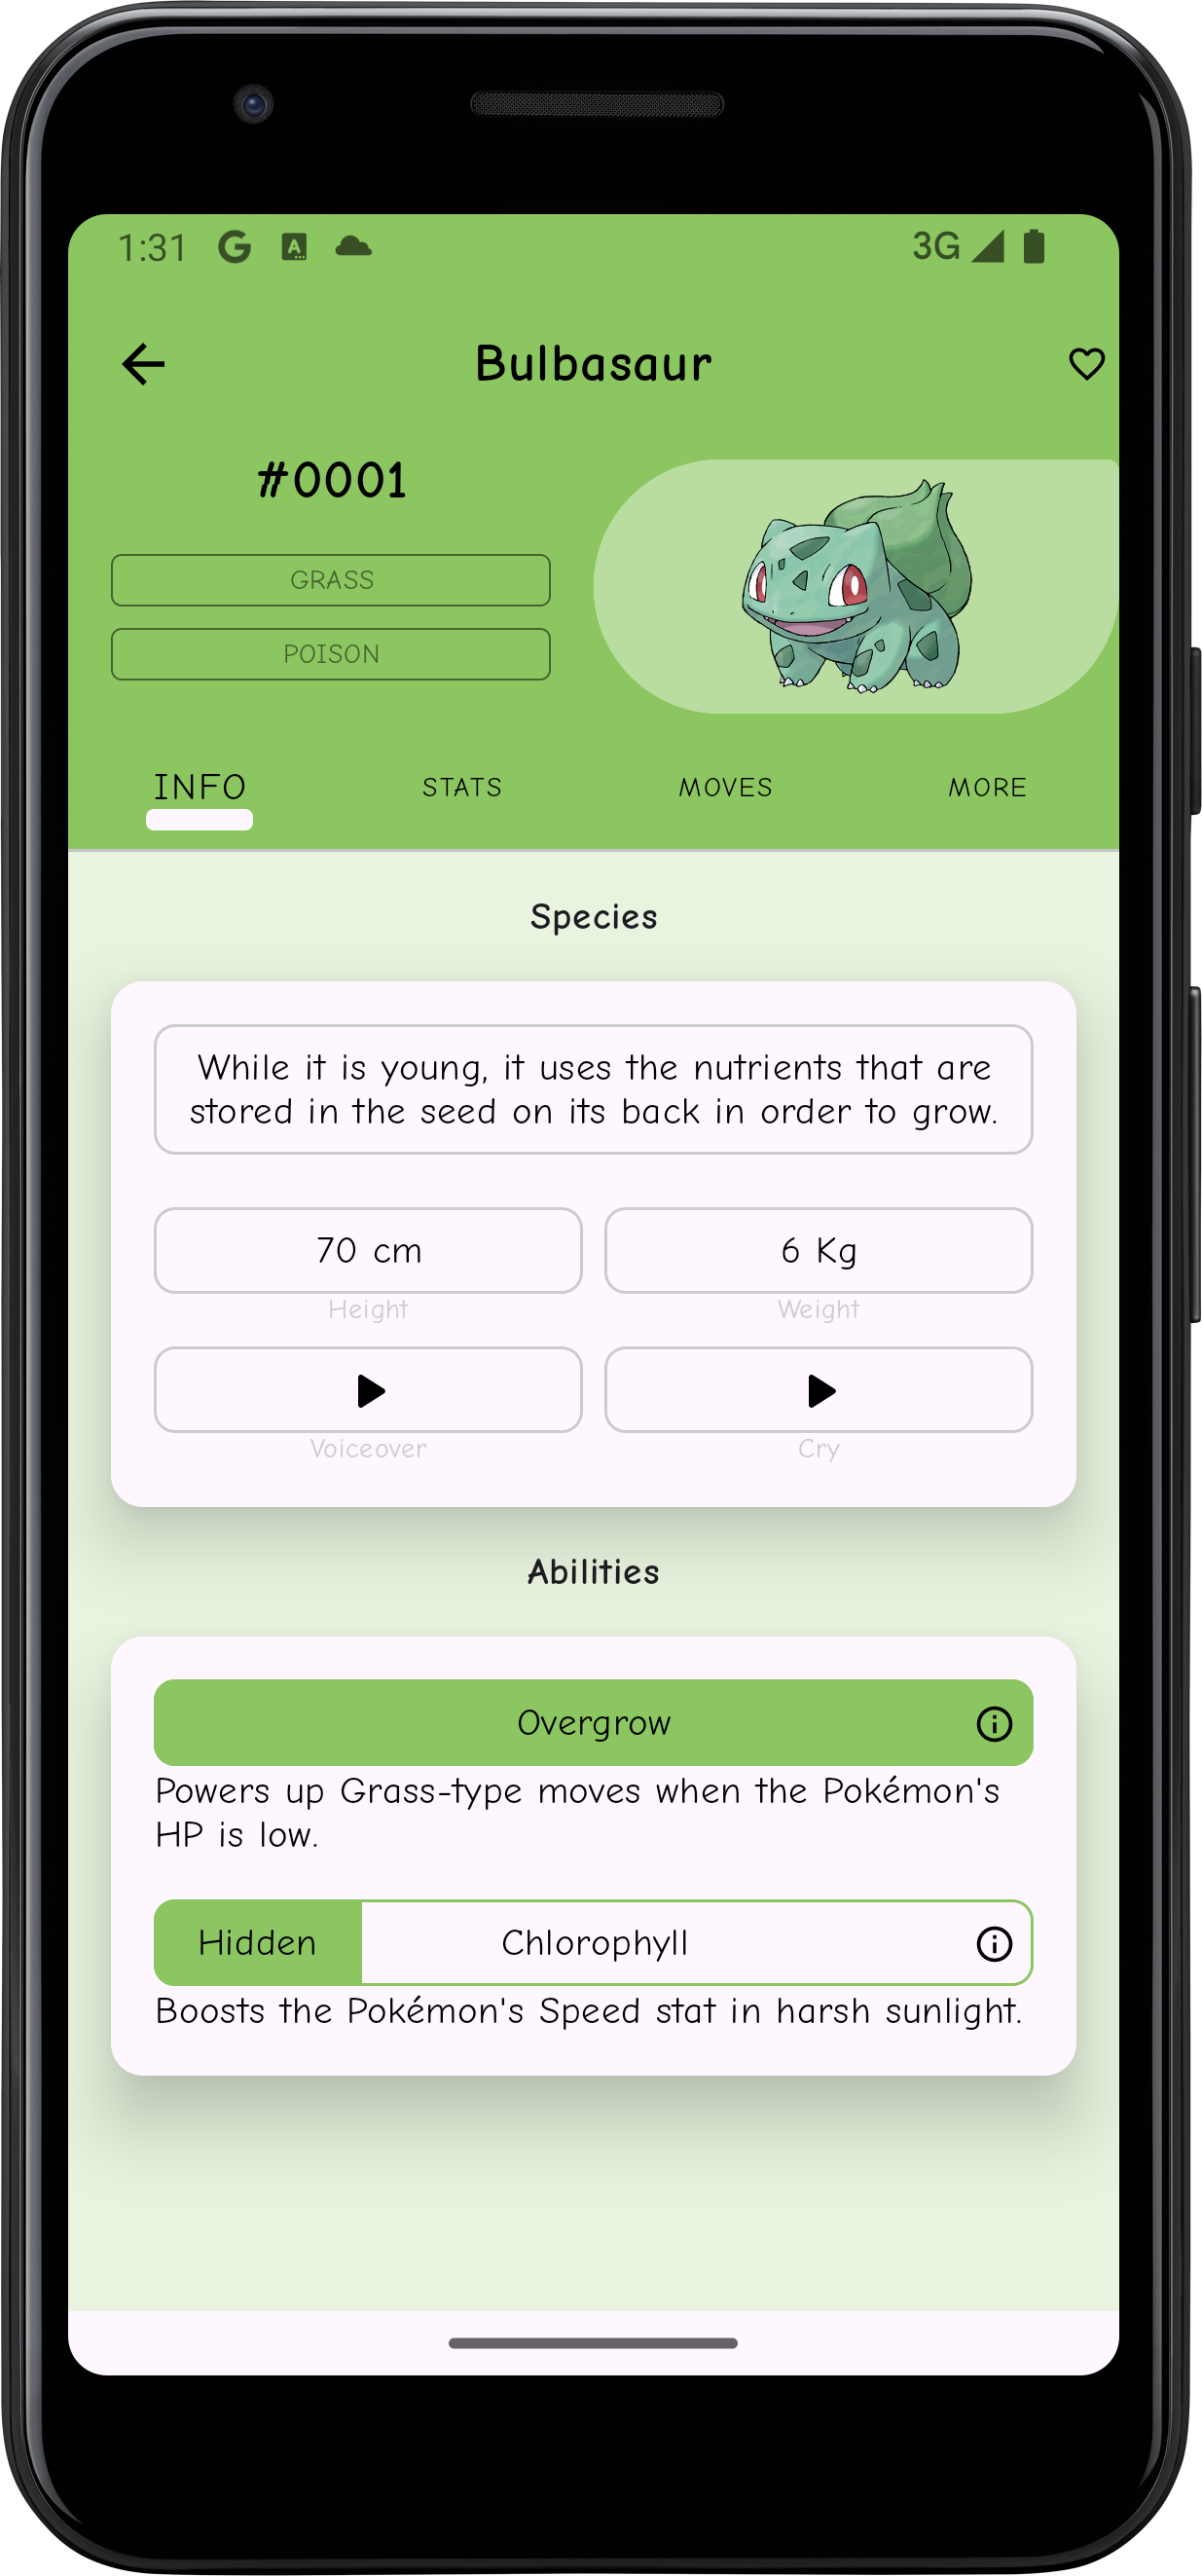 1:31 G A 3G
Bulbasaur
#0001
GRASS
POISON
INFO STATS MOVES MORE
Species
While it is young, it uses the nutrients that are
stored in the seed on its back in order to grow.
70 cm 6 Kg
Height Weight
Voiceover Cry
Abilities
Overgrow
Powers up Grass-type moves when the Pokémon's
HP is low.
Hidden Chlorophyll
Boosts the Pokémon's Speed stat in harsh sunlight.